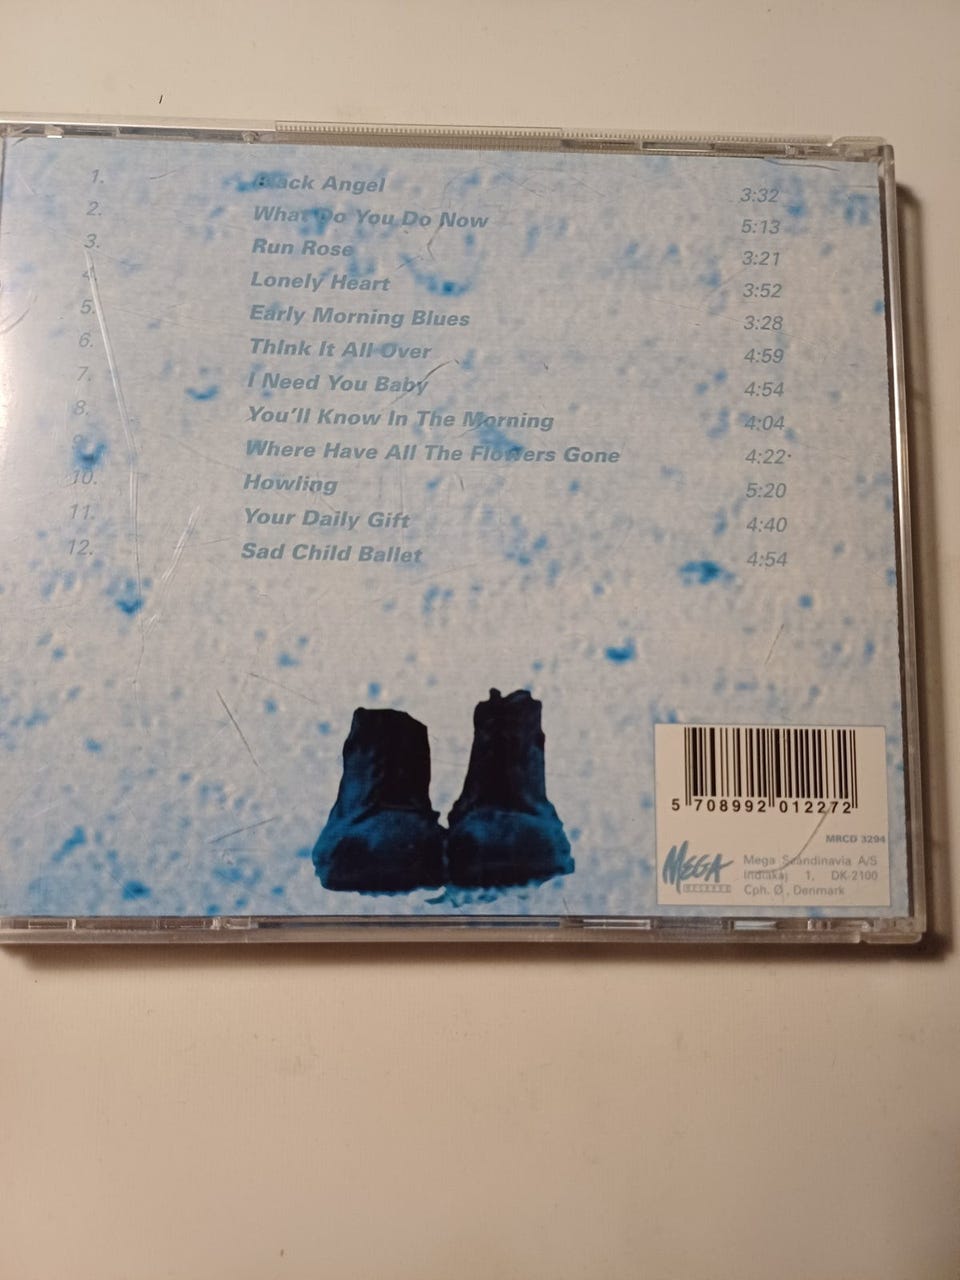 1. Black Angel 3:32
2. What Do You Do Now 5:13
3. Run Rose 3:21
4. Lonely Heart 3:52
5. Early Morning Blues 3:28
6. Think It All Over 4:59
7. I Need You Baby 4:54
8. You'll Know In The Morning 4:04
9. Where Have All The Flowers Gone 4:22
10. Howling 5:20
11. Your Daily Gift 4:40
12. Sad Child Ballet 4:54
5 708992 012272
MRCD 3294
MEGA
RECORDS
Mega Scandinavia A/S
Indiakaj 1, DK-2100
Cph. Ø, Denmark